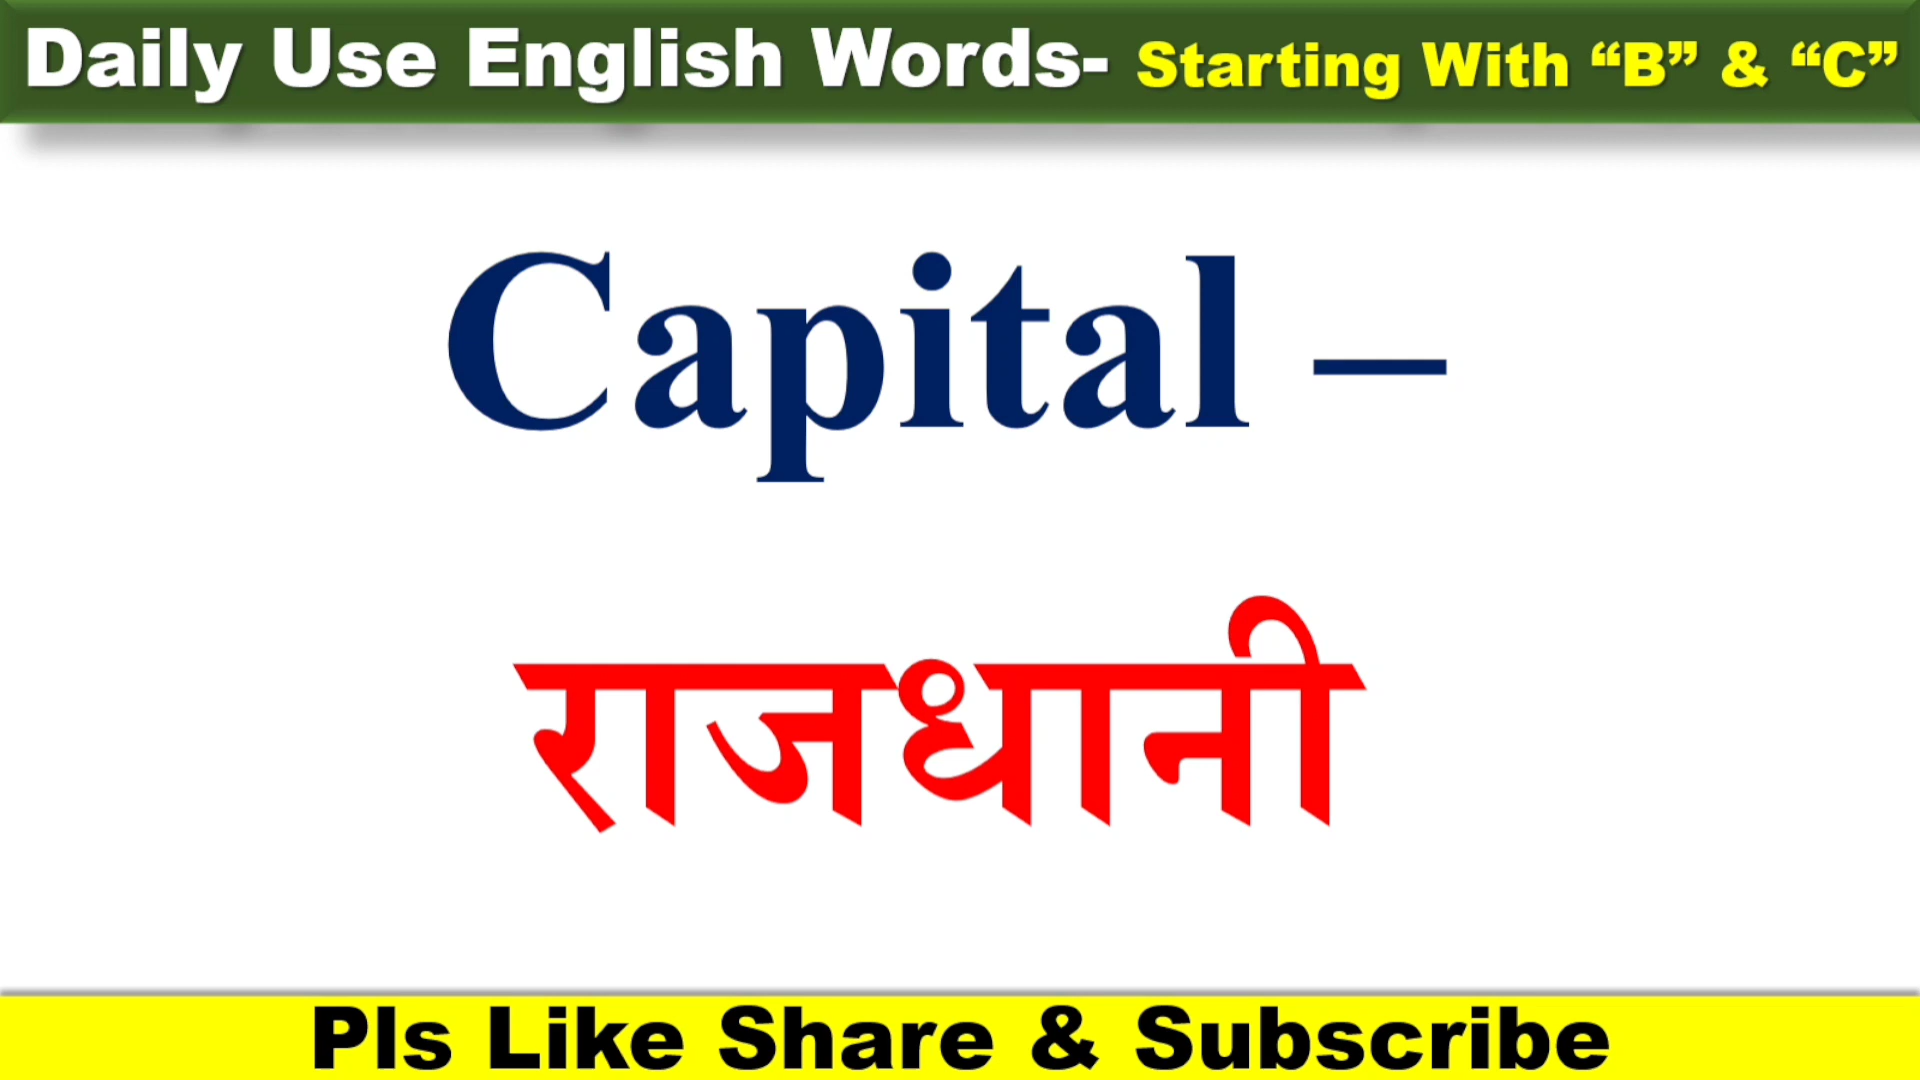 Daily Use English Words- Starting With “B” & “C”
Capital –
राजधानी
Pls Like Share & Subscribe